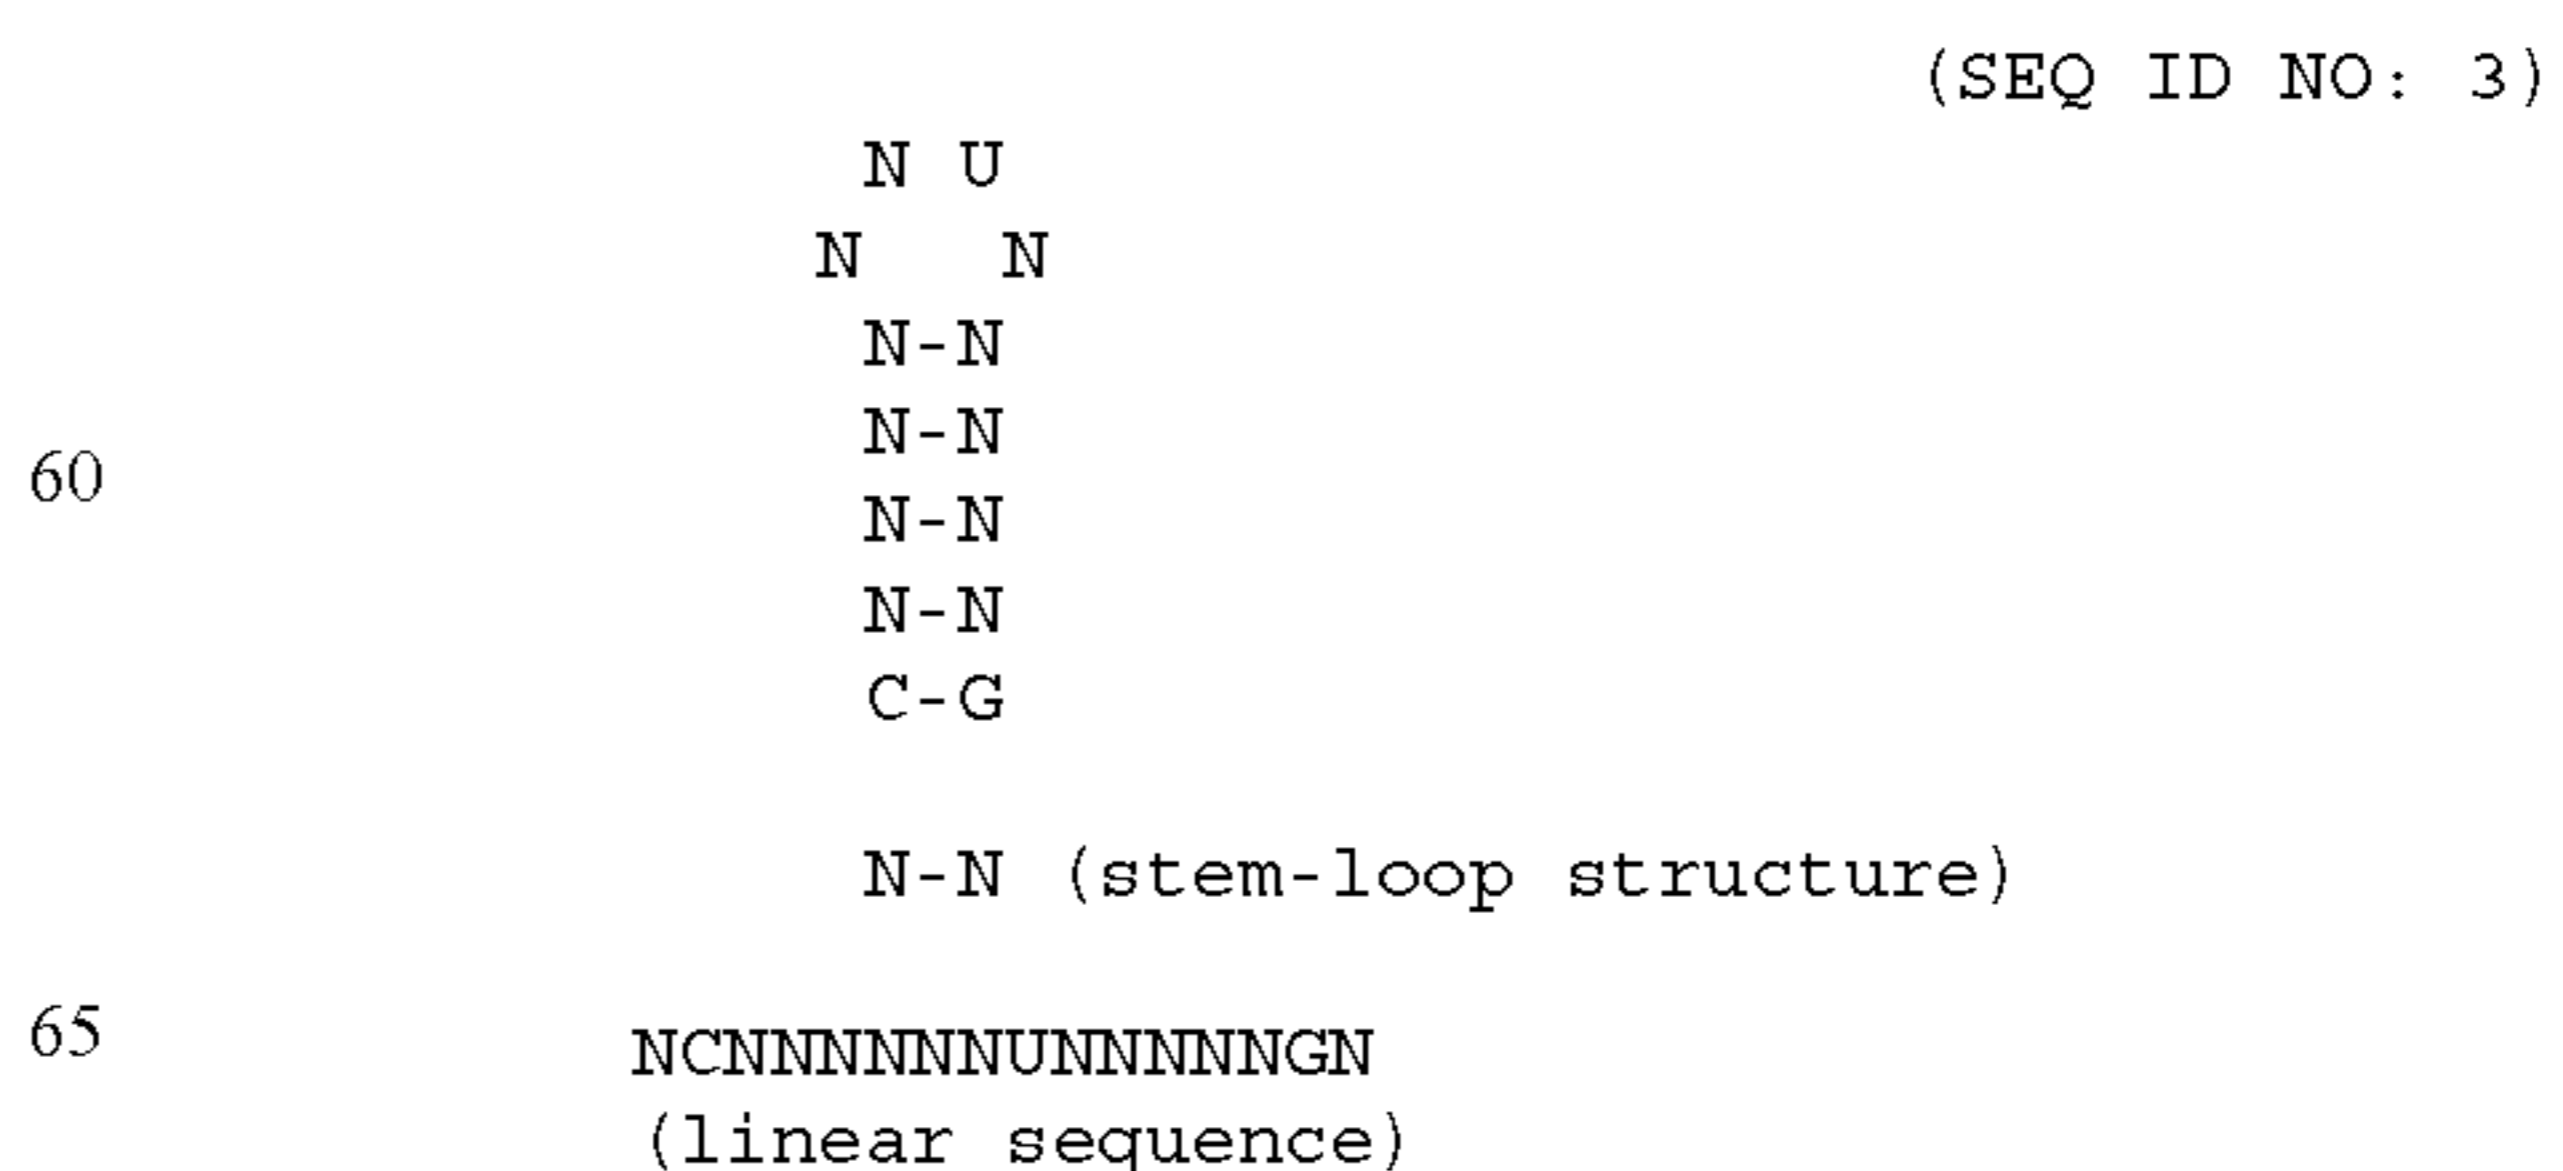 (SEQ ID NO: 3)
N U
N N
N-N
N-N
60
N-N
N-N
C-G
N-N (stem-loop structure)
65
NCNNNNNNUNNNNNGN
(linear sequence)